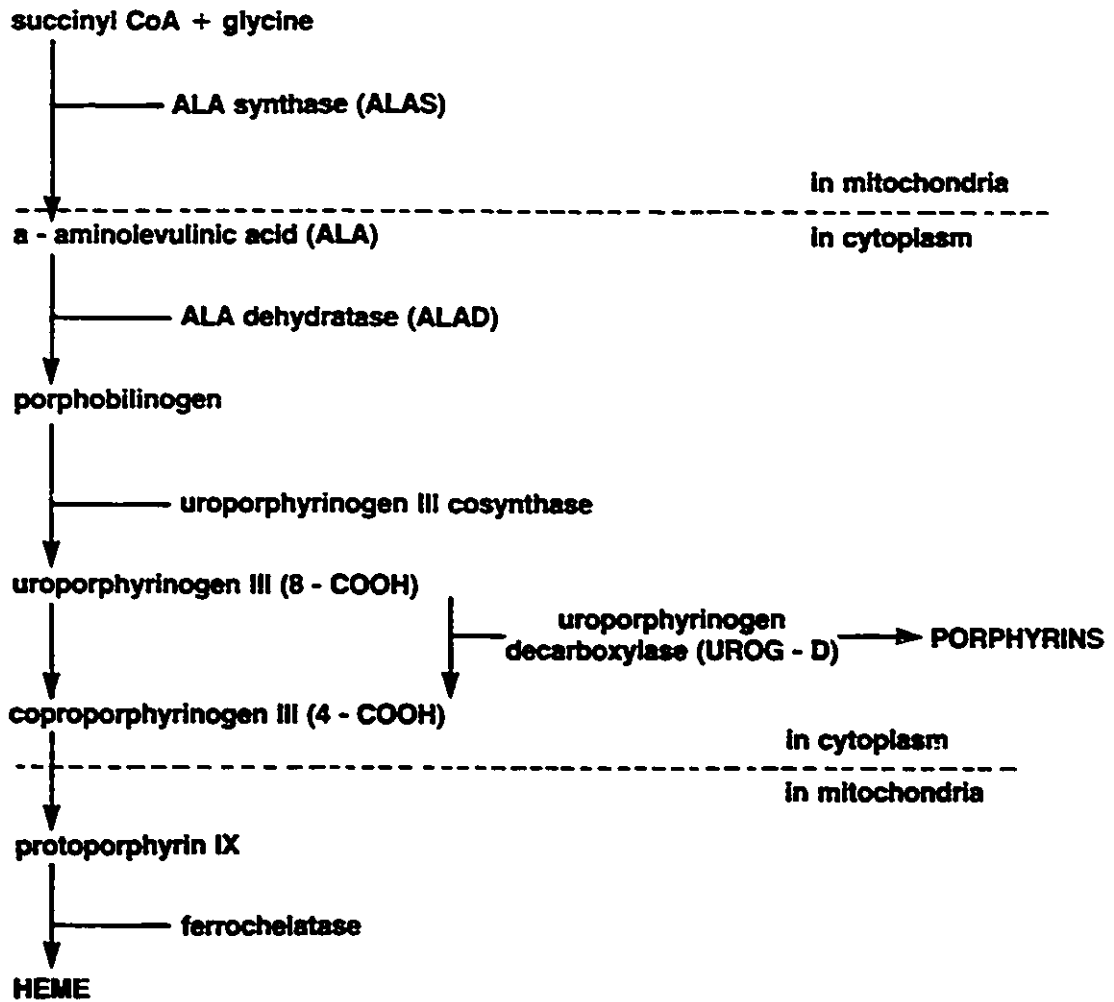 succinyl CoA + glycine
ALA synthase (ALAS)
in mitochondria
a - aminolevulinic acid (ALA)
in cytoplasm
ALA dehydratase (ALAD)
porphobilinogen
uroporphyrinogen III cosynthase
uroporphyrinogen III (8 - COOH)
uroporphyrinogen
decarboxylase (UROG - D)
PORPHYRINS
coproporphyrinogen III (4 - COOH)
in cytoplasm
in mitochondria
protoporphyrin IX
ferrochelatase
HEME